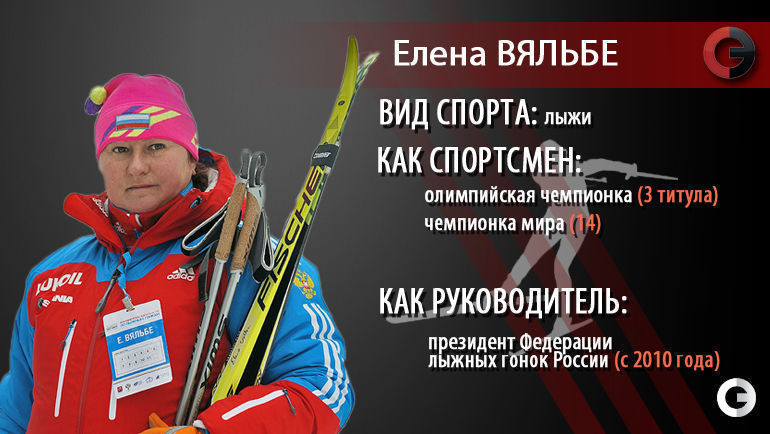 Елена ВЯЛЬБЕ
ВИД СПОРТА: лыжи
КАК СПОРТСМЕН:
олимпийская чемпионка (3 титула)
чемпионка мира (14)
КАК РУКОВОДИТЕЛЬ:
президент Федерации
лыжных гонок России (с 2010 года)
FISCHER
adidas
Е. ВЯЛЬБЕ